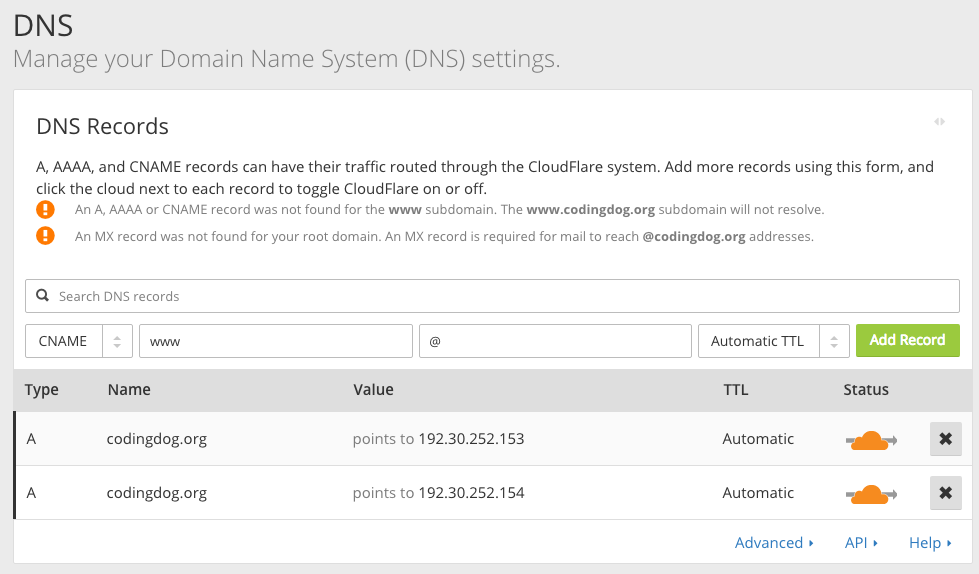 DNS
Manage your Domain Name System (DNS) settings.
DNS Records
A, AAAA, and CNAME records can have their traffic routed through the CloudFlare system. Add more records using this form, and
click the cloud next to each record to toggle CloudFlare on or off.
An A, AAAA or CNAME record was not found for the www subdomain. The www.codingdog.org subdomain will not resolve.
An MX record was not found for your root domain. An MX record is required for mail to reach @codingdog.org addresses.
Search DNS records
CNAME www @ Automatic TTL Add Record
Type Name Value TTL Status
A codingdog.org points to 192.30.252.153 Automatic
A codingdog.org points to 192.30.252.154 Automatic
Advanced API Help